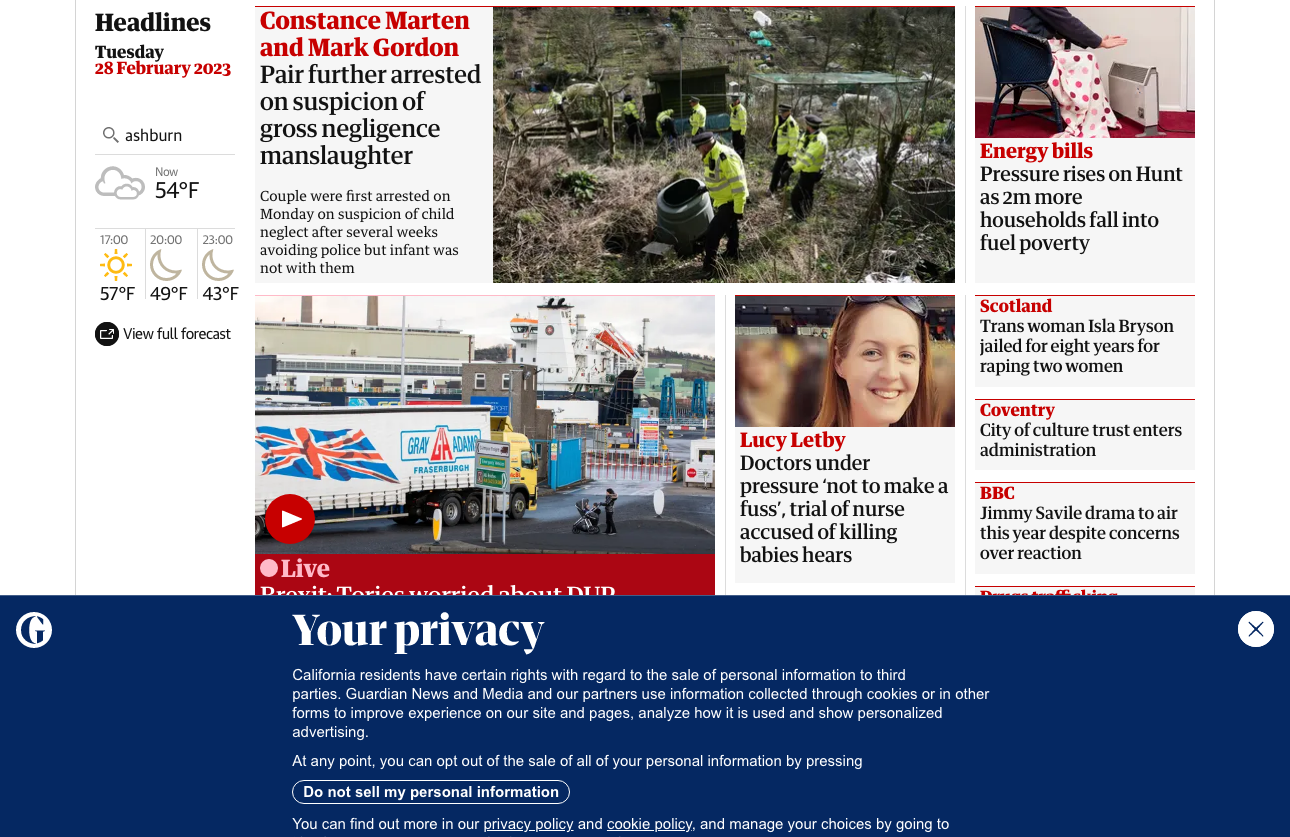 Headlines
Tuesday
28 February 2023
ashburn
Now
54°F
17:00
20:00
23:00
57°F
49°F
43°F
View full forecast
Constance Marten
and Mark Gordon
Pair further arrested
on suspicion of
gross negligence
manslaughter
Couple were first arrested on
Monday on suspicion of child
neglect after several weeks
avoiding police but infant was
not with them
Energy bills
Pressure rises on Hunt
as 2m more
households fall into
fuel poverty
GRAY ADAMS
FRASERBURGH
Live
Brexit: Tories worried about DUP
Lucy Letby
Doctors under
pressure ‘not to make a
fuss’, trial of nurse
accused of killing
babies hears
Scotland
Trans woman Isla Bryson
jailed for eight years for
raping two women
Coventry
City of culture trust enters
administration
BBC
Jimmy Savile drama to air
this year despite concerns
over reaction
Drugs trafficking
Your privacy
California residents have certain rights with regard to the sale of personal information to third
parties. Guardian News and Media and our partners use information collected through cookies or in other
forms to improve experience on our site and pages, analyze how it is used and show personalized
advertising.
At any point, you can opt out of the sale of all of your personal information by pressing
Do not sell my personal information
You can find out more in our privacy policy and cookie policy, and manage your choices by going to